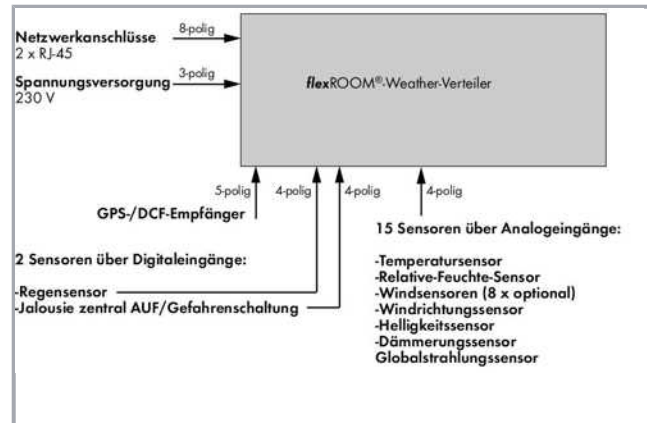 Netzwerkanschlüsse
2 x RJ-45
8-polig
Spannungsversorgung
230 V
3-polig
flexROOM®-Weather-Verteiler
5-polig
4-polig
4-polig
4-polig
GPS-/DCF-Empfänger
2 Sensoren über Digitaleingänge:
-Regensensor
-Jalousie zentral AUF/Gefahrenschaltung
15 Sensoren über Analogeingänge:
-Temperatursensor
-Relative-Feuchte-Sensor
-Windsensoren (8 x optional)
-Windrichtungssensor
-Helligkeitssensor
-Dämmerungssensor
Globalstrahlungssensor